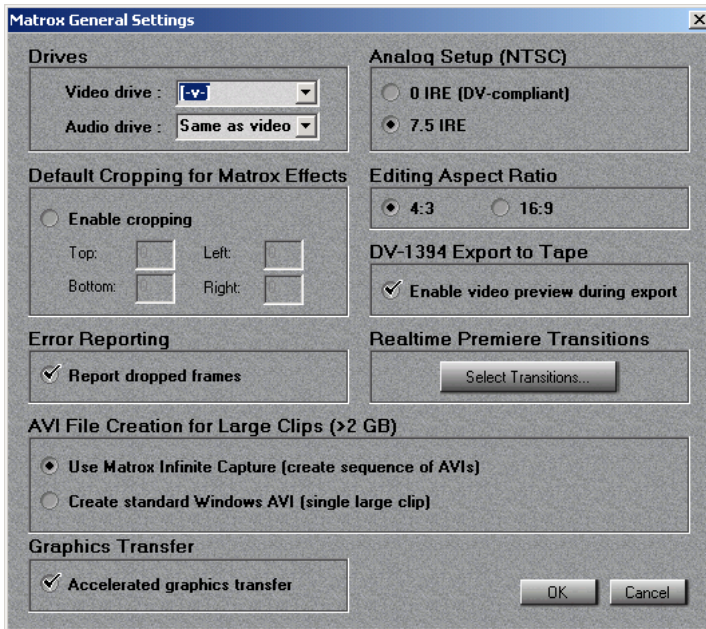 Matrox General Settings
Drives
Video drive : [-v-]
Audio drive : Same as video
Default Cropping for Matrox Effects
Enable cropping
Top: 0 Left: 0
Bottom: 0 Right: 0
Error Reporting
Report dropped frames
Analog Setup (NTSC)
0 IRE (DV-compliant)
7.5 IRE
Editing Aspect Ratio
4:3 16:9
DV-1394 Export to Tape
Enable video preview during export
Realtime Premiere Transitions
Select Transitions...
AVI File Creation for Large Clips (>2 GB)
Use Matrox Infinite Capture (create sequence of AVIs)
Create standard Windows AVI (single large clip)
Graphics Transfer
Accelerated graphics transfer
OK Cancel